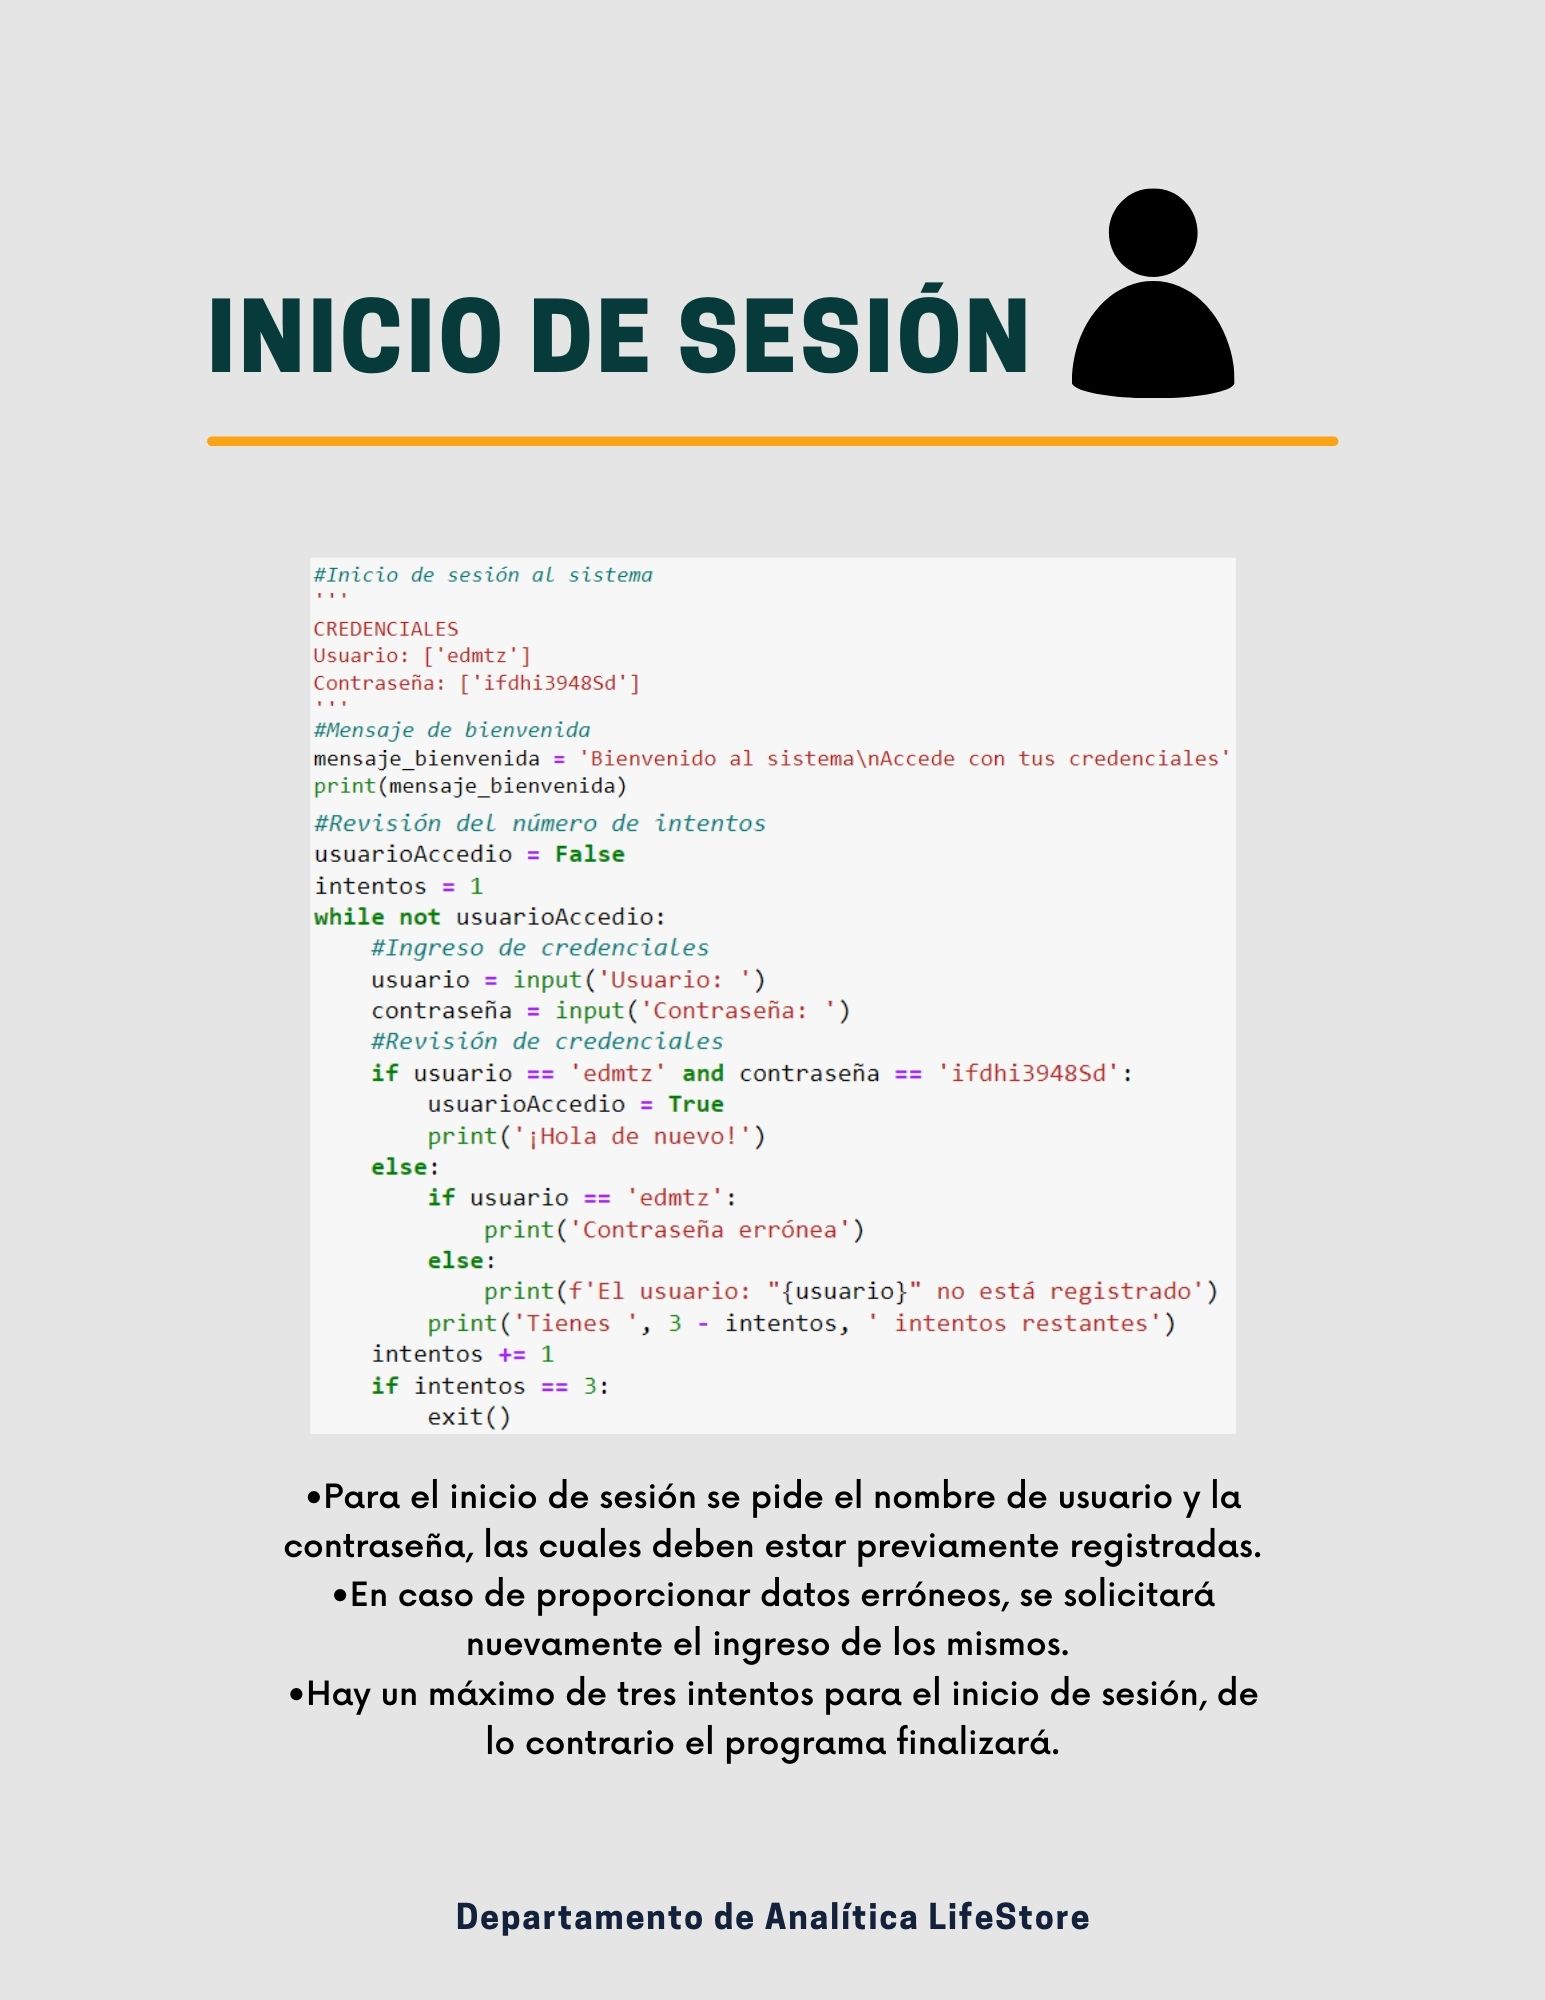 INICIO DE SESIÓN
#Inicio de sesión al sistema
'''
CREDENCIALES
Usuario: ['edmtz']
Contraseña: ['ifdhi3948Sd']
'''
#Mensaje de bienvenida
mensaje_bienvenida = 'Bienvenido al sistema\nAccede con tus credenciales'
print(mensaje_bienvenida)
#Revisión del número de intentos
usuarioAccedio = False
intentos = 1
while not usuarioAccedio:
    #Ingreso de credenciales
    usuario = input('Usuario: ')
    contraseña = input('Contraseña: ')
    #Revisión de credenciales
    if usuario == 'edmtz' and contraseña == 'ifdhi3948Sd':
        usuarioAccedio = True
        print('¡Hola de nuevo!')
    else:
        if usuario == 'edmtz':
            print('Contraseña errónea')
        else:
            print(f'El usuario: "{usuario}" no está registrado')
        print('Tienes ', 3 - intentos, ' intentos restantes')
    intentos += 1
    if intentos == 3:
        exit()
•Para el inicio de sesión se pide el nombre de usuario y la
contraseña, las cuales deben estar previamente registradas.
•En caso de proporcionar datos erróneos, se solicitará
nuevamente el ingreso de los mismos.
•Hay un máximo de tres intentos para el inicio de sesión, de
lo contrario el programa finalizará.
Departamento de Analítica LifeStore